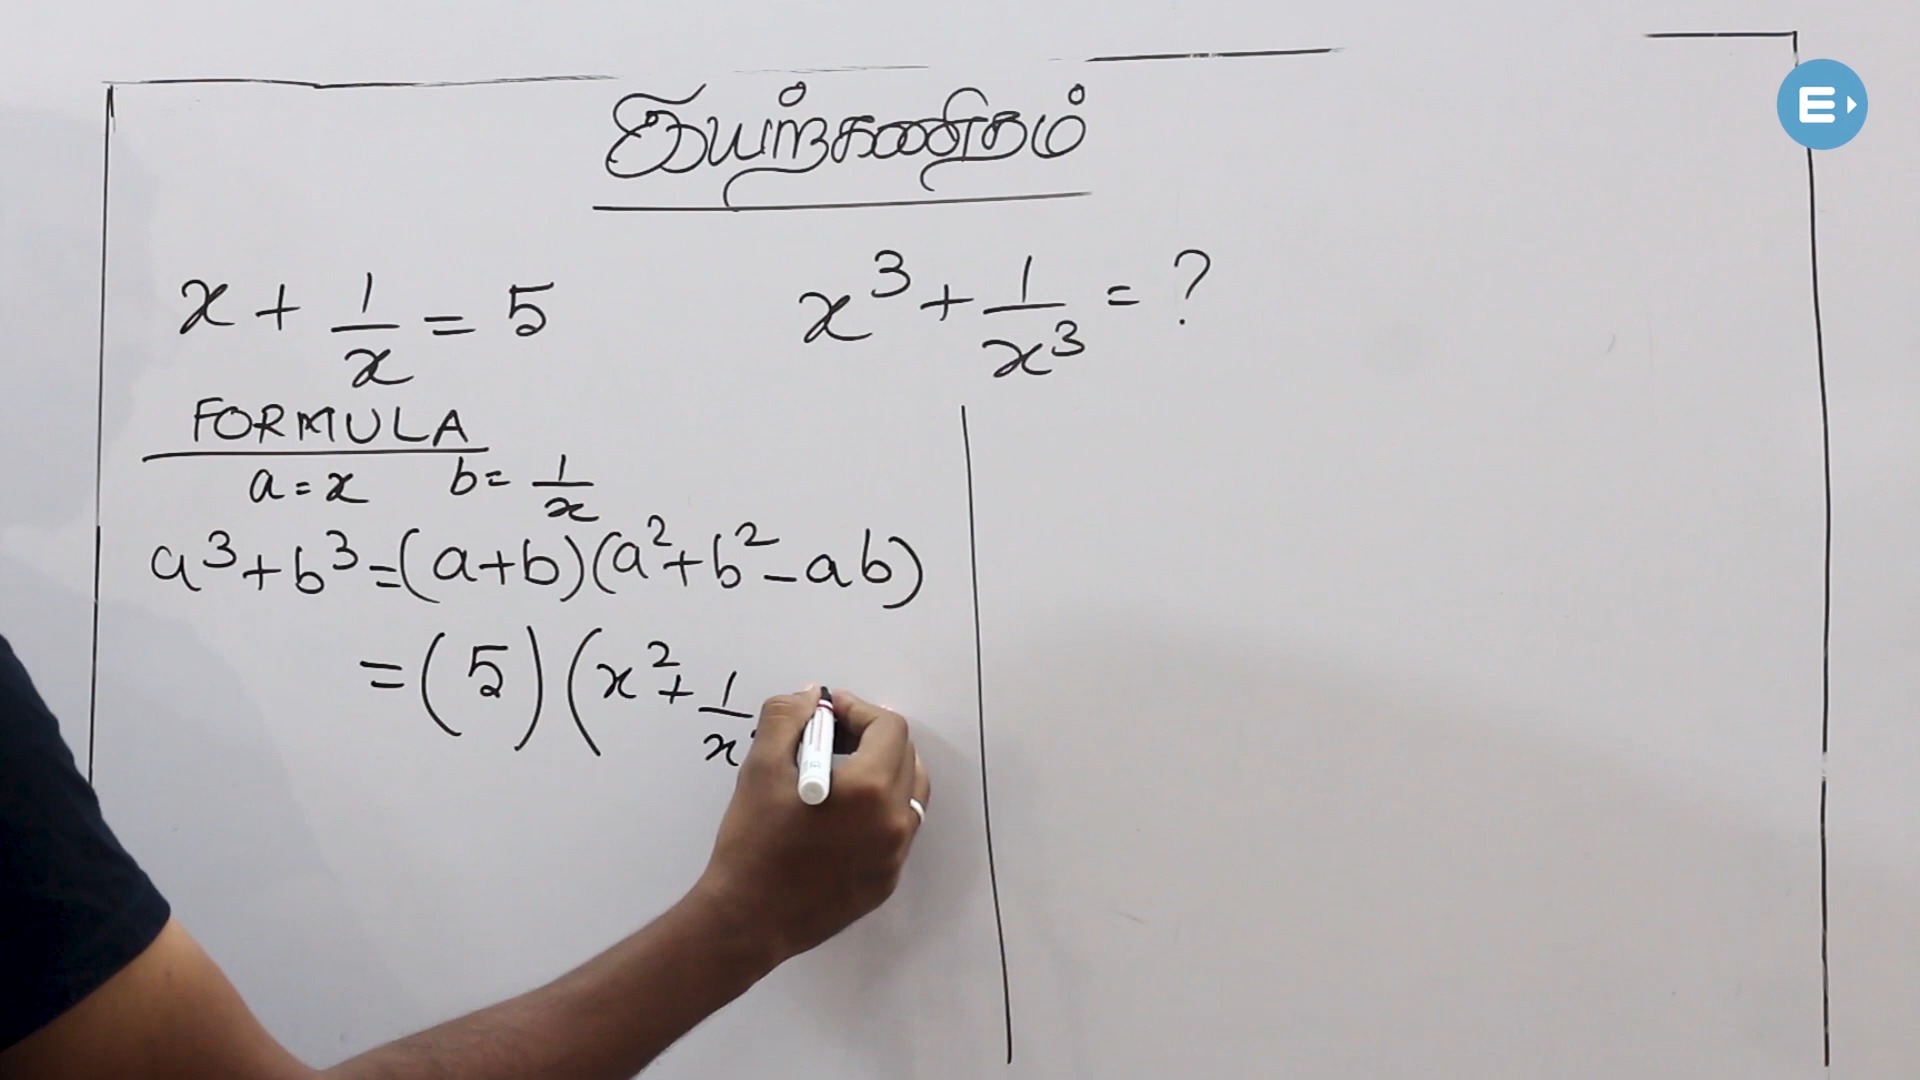 இயற்கணிதம்
x + 1/x = 5
x³ + 1/x³ = ?
FORMULA
a = x b = 1/x
a³ + b³ = (a+b)(a² + b² - ab)
= (5)(x² + 1/x
E